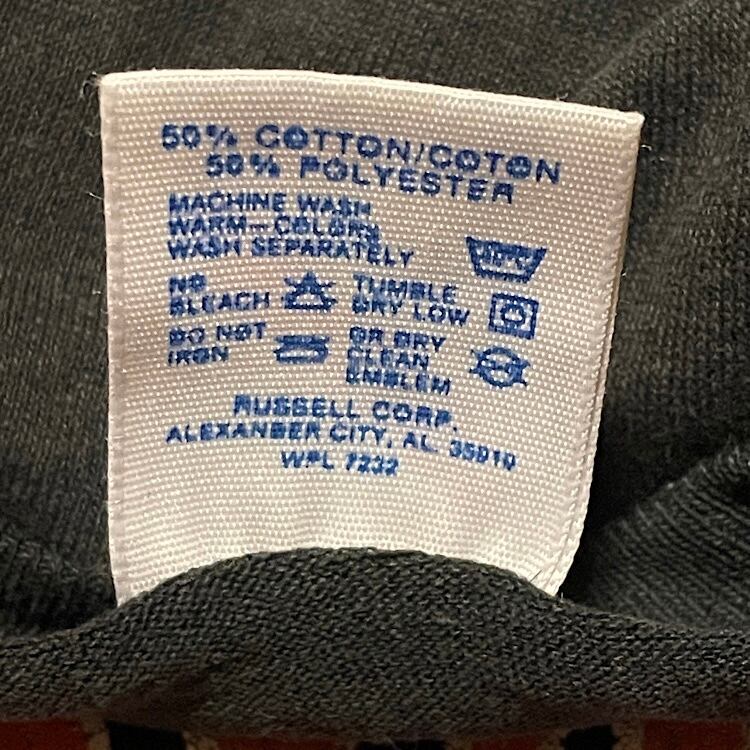 50% COTTON/COTON
50% POLYESTER
MACHINE WASH
WARM-COLORS
WASH SEPARATELY
NO
BLEACH
TUMBLE
DRY LOW
DO NOT
IRON
OR DRY
CLEAN
EMBLEM
RUSSELL CORP.
ALEXANDER CITY, AL. 35010
WPL 7232